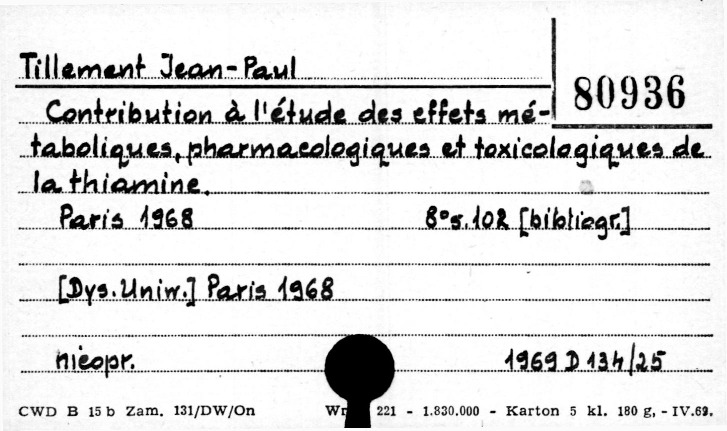 Tillement Jean-Paul
80936
Contribution à l'étude des effets mé-
taboliques, pharmacologiques et toxicologiques de
la thiamine.
Paris 1968 8°s.102 [bibliogr.]
[Dys.Uniw.] Paris 1968
nieopr. 1969 D 134/25
CWD B 15 b Zam. 131/DW/On 221 - 1.830.000 - Karton 5 kl. 180 g, - IV.69.